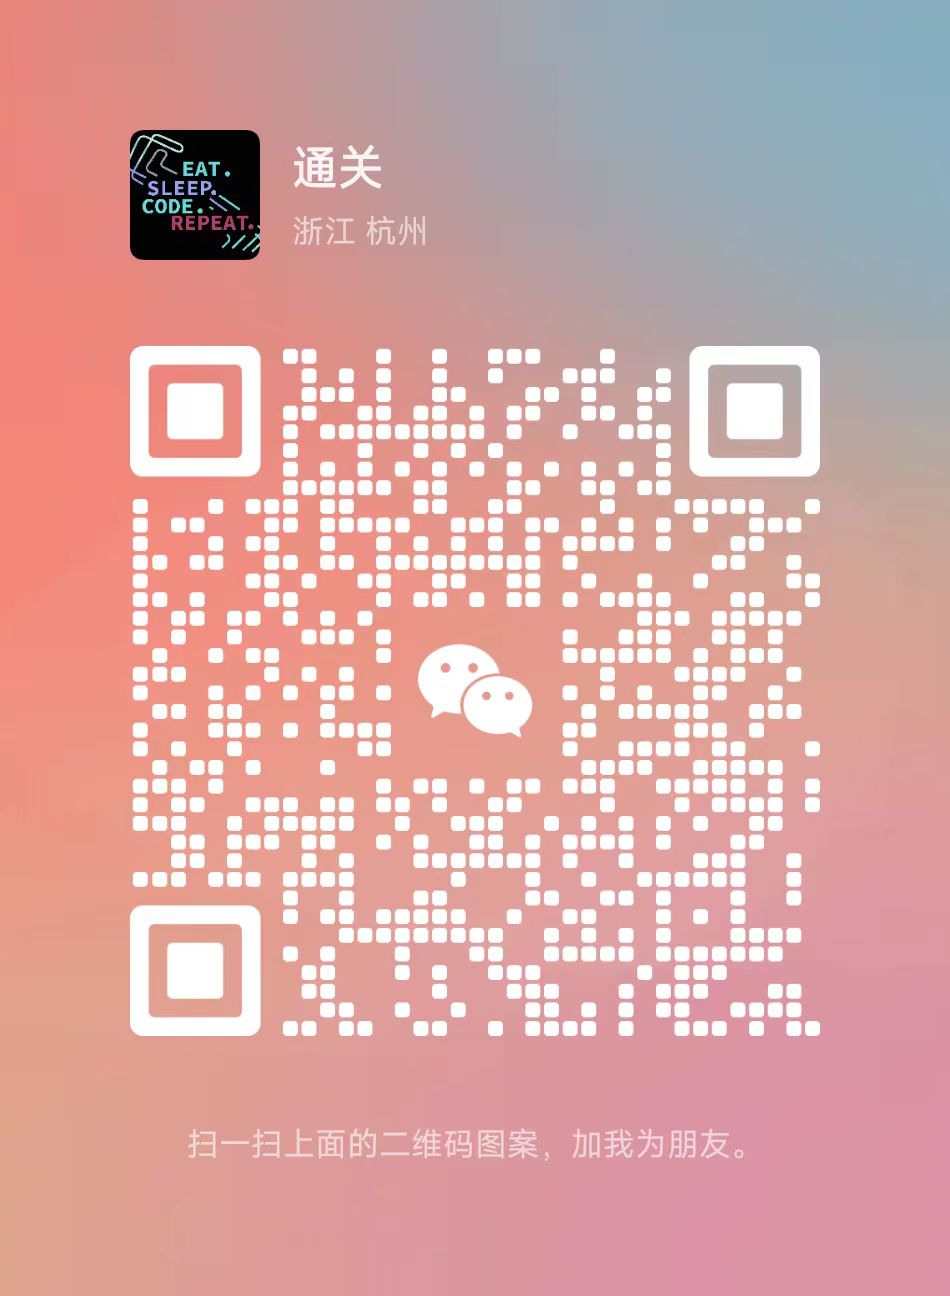 EAT.
SLEEP.
CODE.
REPEAT.
通关
浙江 杭州
扫一扫上面的二维码图案，加我为朋友。